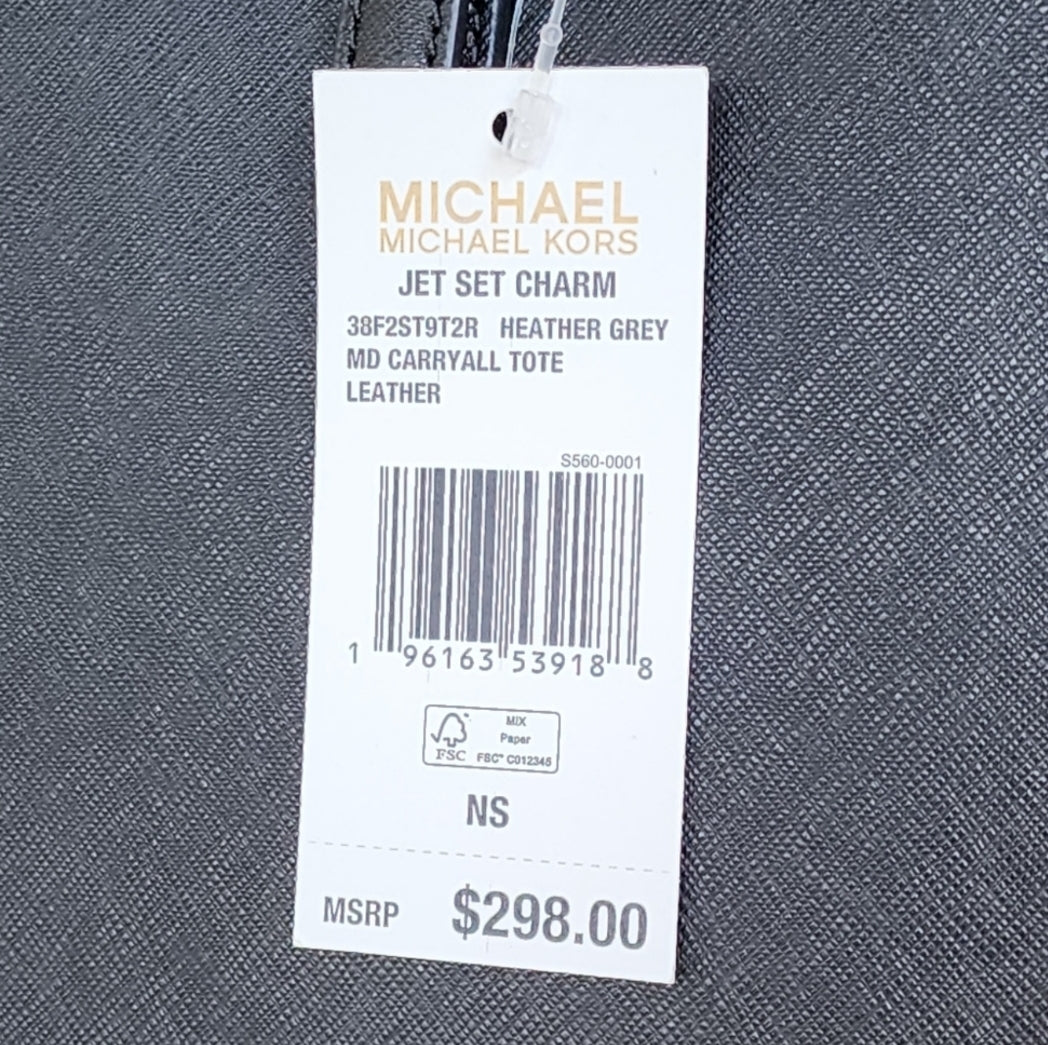 MICHAEL
MICHAEL KORS
JET SET CHARM
38F2ST9T2R HEATHER GREY
MD CARRYALL TOTE
LEATHER
S560-0001
1 96163 53918 8
MIX
Paper
FSC FSC™ C012345
NS
MSRP $298.00